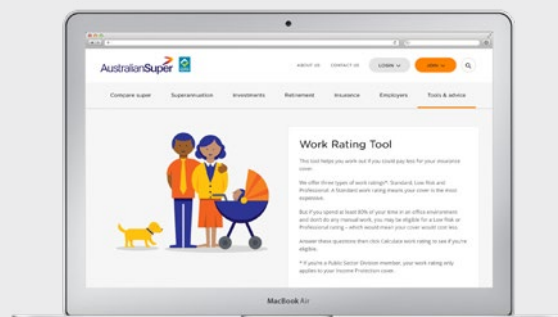 AustralianSuper
ABOUT US
CONTACT US
LOGIN
JOIN
Compare super
Superannuation
Investments
Retirement
Insurance
Employers
Tools & advice
Work Rating Tool
This tool helps you work out if you could pay less for your insurance
cover.
We offer three types of work ratings*: Standard, Low Risk and
Professional. A Standard work rating means your cover is the most
expensive.
But if you spend at least 80% of your time in an office environment
and don't do any manual work, you may be eligible for a Low Risk or
Professional rating – which would mean your cover would cost less.
Answer these questions then click Calculate work rating to see if you're
eligible.
* If you're a Public Sector Division member, your work rating only
applies to your Income Protection cover.
MacBook Air